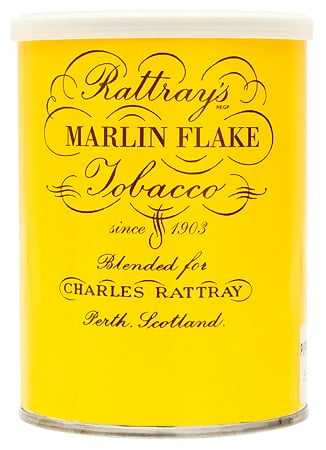 Rattray's
MARLIN FLAKE
Tobacco
since 1903
Blended for
CHARLES RATTRAY
Perth. Scotland.